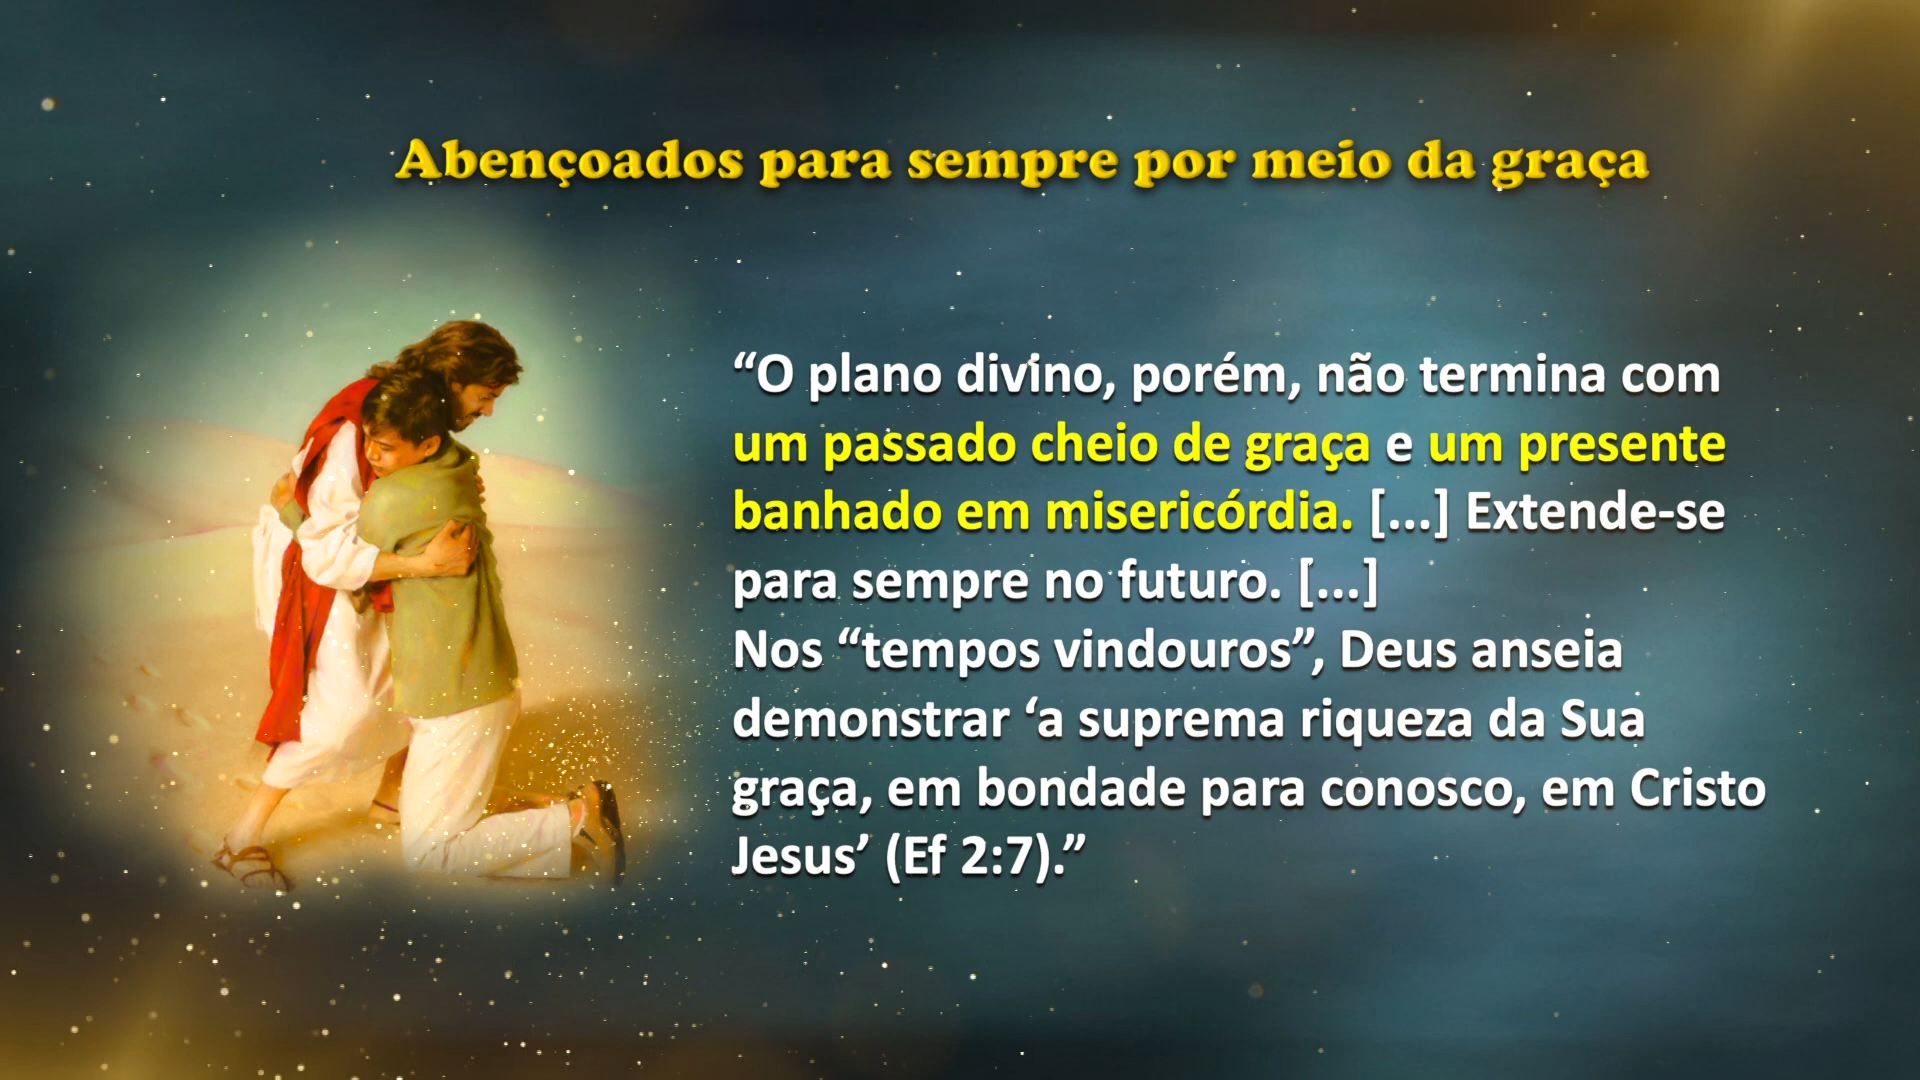 Abençoados para sempre por meio da graça
“O plano divino, porém, não termina com
um passado cheio de graça e um presente
banhado em misericórdia. [...] Extende-se
para sempre no futuro. [...]
Nos “tempos vindouros”, Deus anseia
demonstrar ‘a suprema riqueza da Sua
graça, em bondade para conosco, em Cristo
Jesus’ (Ef 2:7).”